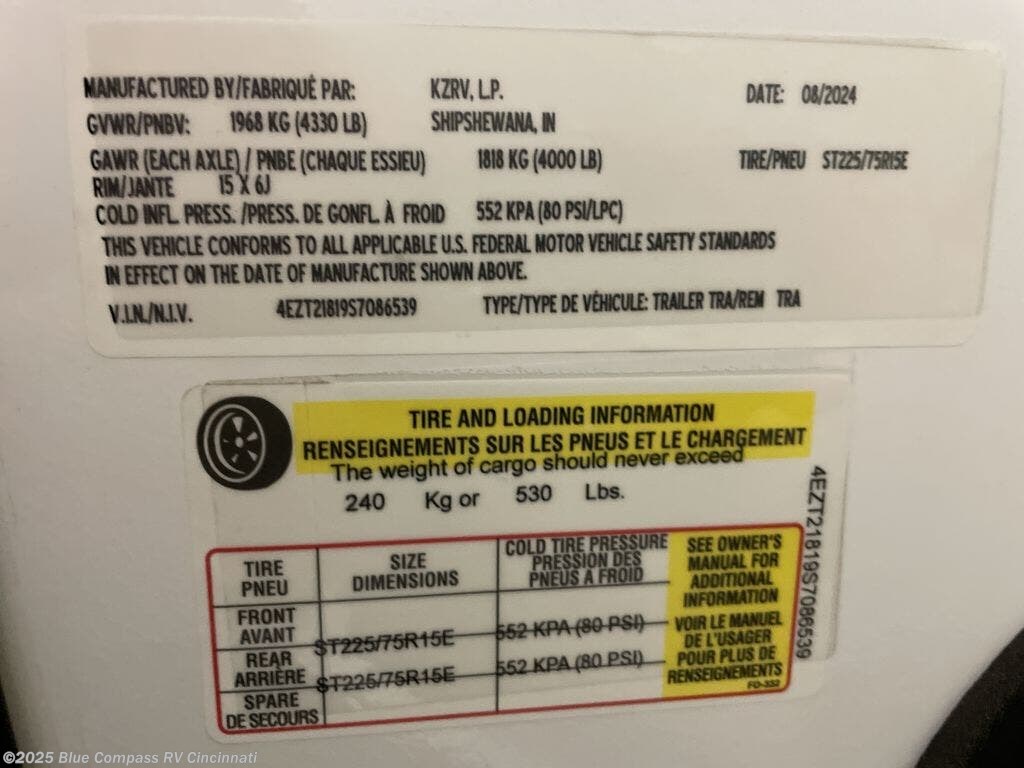 MANUFACTURED BY/FABRIQUÉ PAR: KZRV, L.P. DATE: 08/2024
GVWR/PNBV: 1968 KG (4330 LB) SHIPSHEWANA, IN
GAWR (EACH AXLE) / PNBE (CHAQUE ESSIEU) 1818 KG (4000 LB) TIRE/PNEU ST225/75R15E
RIM/JANTE 15 X 6J
COLD INFL. PRESS. /PRESS. DE GONFL. À FROID 552 KPA (80 PSI/LPC)
THIS VEHICLE CONFORMS TO ALL APPLICABLE U.S. FEDERAL MOTOR VEHICLE SAFETY STANDARDS
IN EFFECT ON THE DATE OF MANUFACTURE SHOWN ABOVE.
V.I.N./N.I.V. 4EZT21819S7086539 TYPE/TYPE DE VÉHICULE: TRAILER TRA/REM TRA
TIRE AND LOADING INFORMATION
RENSEIGNEMENTS SUR LES PNEUS ET LE CHARGEMENT
The weight of cargo should never exceed
240 Kg or 530 Lbs.
4EZT21819S7086539
TIRE
PNEU
SIZE
DIMENSIONS
COLD TIRE PRESSURE
PRESSION DES
PNEUS A FROID
SEE OWNER'S
MANUAL FOR
ADDITIONAL
INFORMATION
VOIR LE MANUEL
DE L'USAGER
POUR PLUS DE
RENSEIGNEMENTS
FO-332
FRONT
AVANT
ST225/75R15E 552 KPA (80 PSI)
REAR
ARRIÈRE
ST225/75R15E 552 KPA (80 PSI)
SPARE
DE SECOURS
©2025 Blue Compass RV Cincinnati